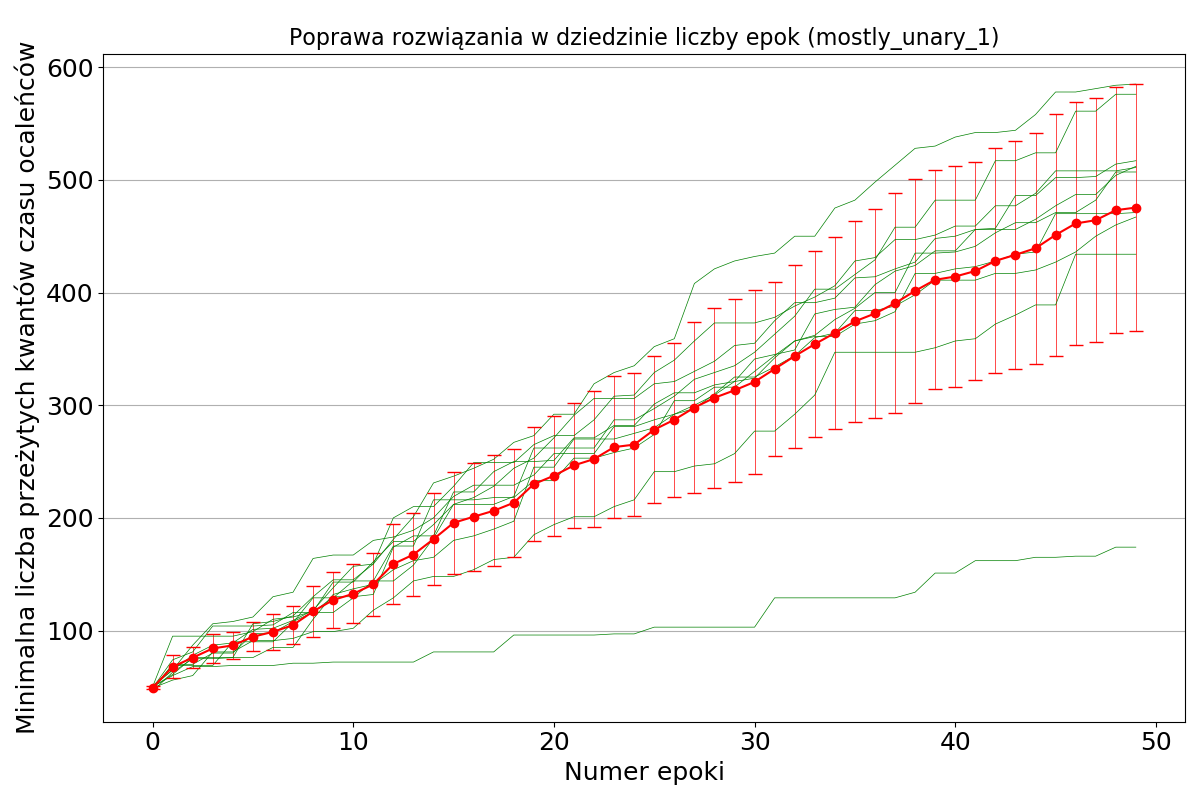 Poprawa rozwiązania w dziedzinie liczby epok (mostly_unary_1)
Minimalna liczba przeżytych kwantów czasu ocaleńców
600
500
400
300
200
100
0 10 20 30 40 50
Numer epoki